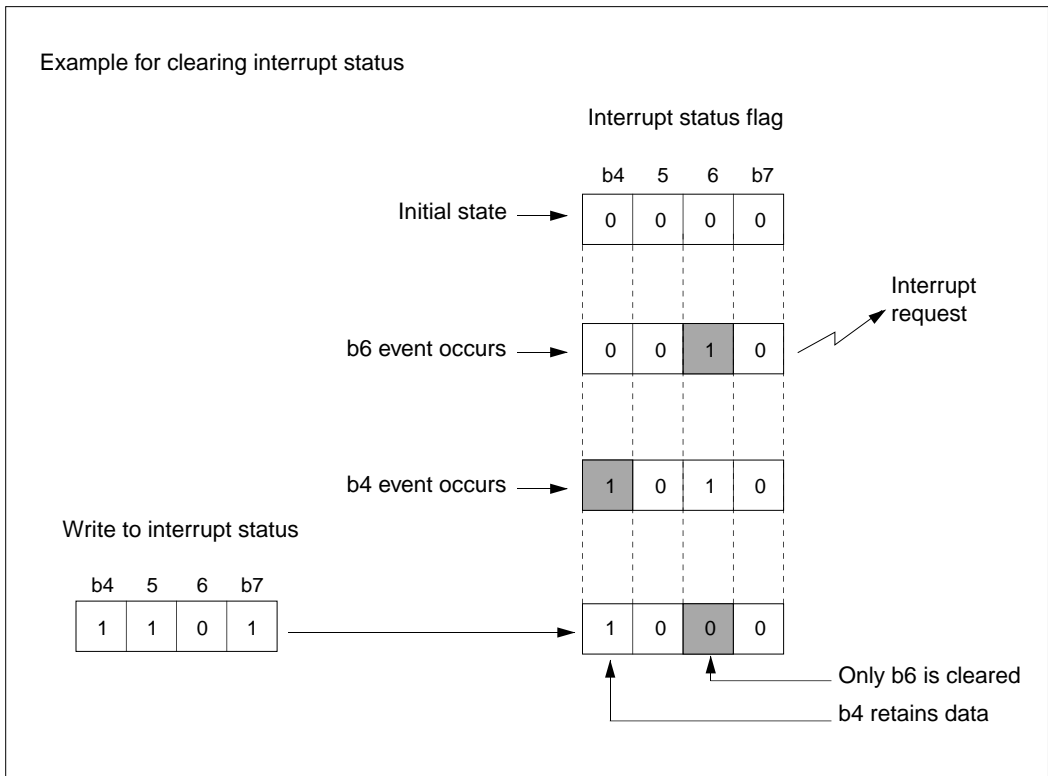 Example for clearing interrupt status
Interrupt status flag
b4 5 6 b7
Initial state
0 0 0 0
Interrupt
request
b6 event occurs
0 0 1 0
b4 event occurs
1 0 1 0
Write to interrupt status
b4 5 6 b7
1 1 0 1
1 0 0 0
Only b6 is cleared
b4 retains data